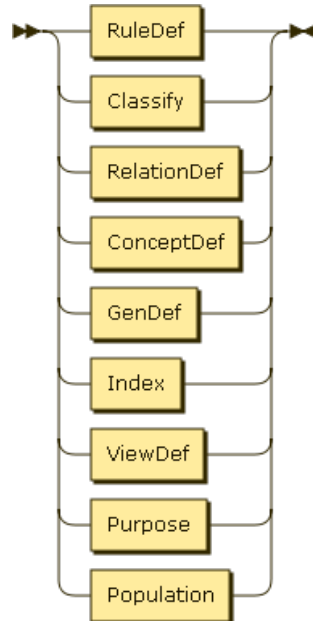 RuleDef
Classify
RelationDef
ConceptDef
GenDef
Index
ViewDef
Purpose
Population